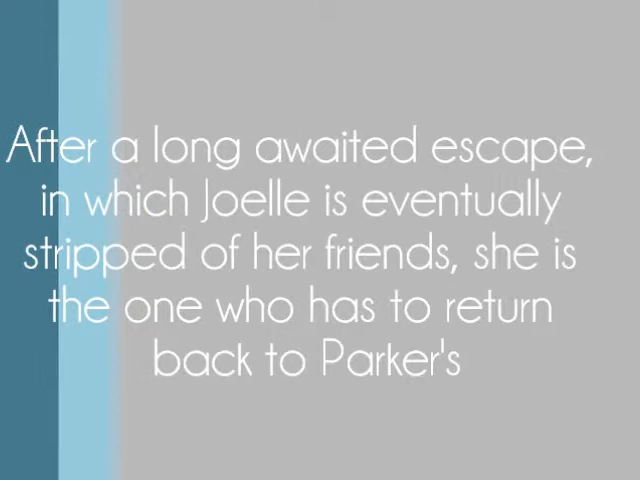 After a long awaited escape,
in which Joelle is eventually
stripped of her friends, she is
the one who has to return
back to Parker's